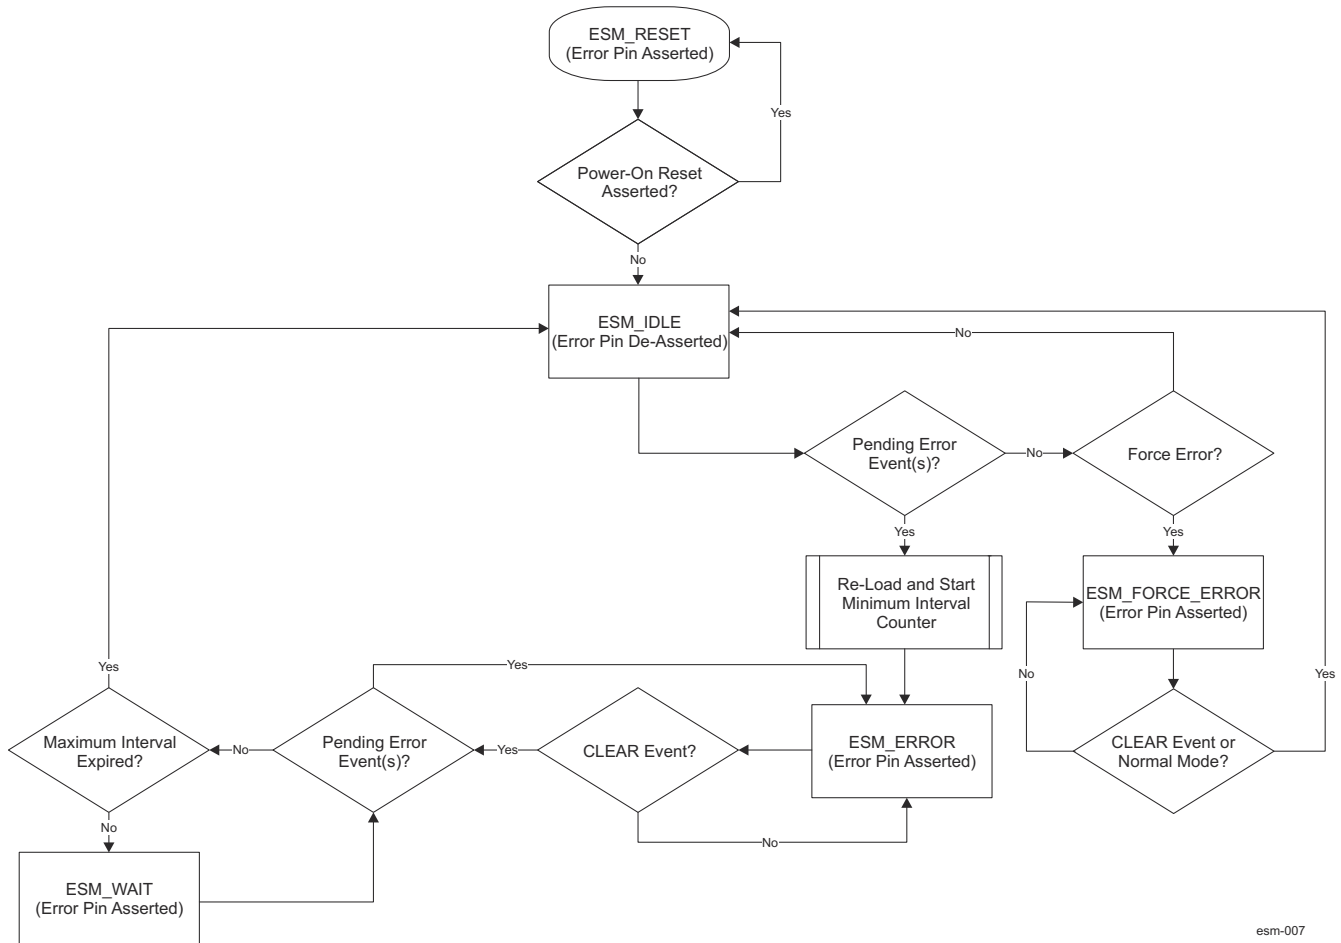 ESM_RESET
(Error Pin Asserted)
Yes
Power-On Reset
Asserted?
No
ESM_IDLE
(Error Pin De-Asserted)
No
Pending Error
Event(s)?
No
Force Error?
Yes
Yes
Re-Load and Start
Minimum Interval
Counter
ESM_FORCE_ERROR
(Error Pin Asserted)
Yes
Yes
No
Yes
Maximum Interval
Expired?
No
Pending Error
Event(s)?
Yes
CLEAR Event?
ESM_ERROR
(Error Pin Asserted)
CLEAR Event or
Normal Mode?
No
No
ESM_WAIT
(Error Pin Asserted)
esm-007